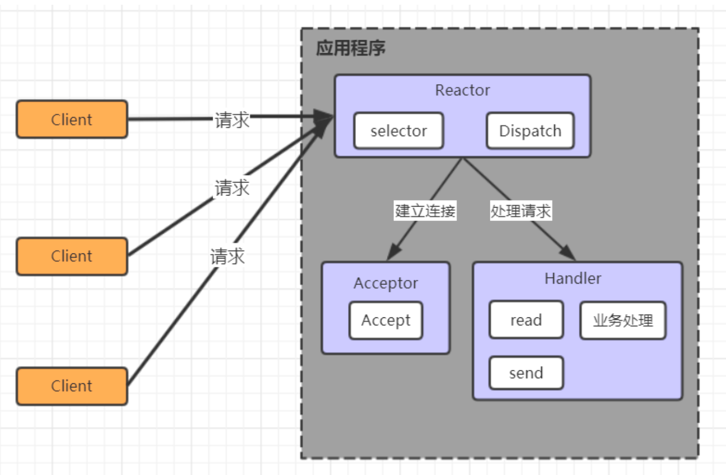 应用程序
Reactor
selector
Dispatch
Client
请求
请求
Client
请求
Client
建立连接
处理请求
Acceptor
Accept
Handler
read
业务处理
send